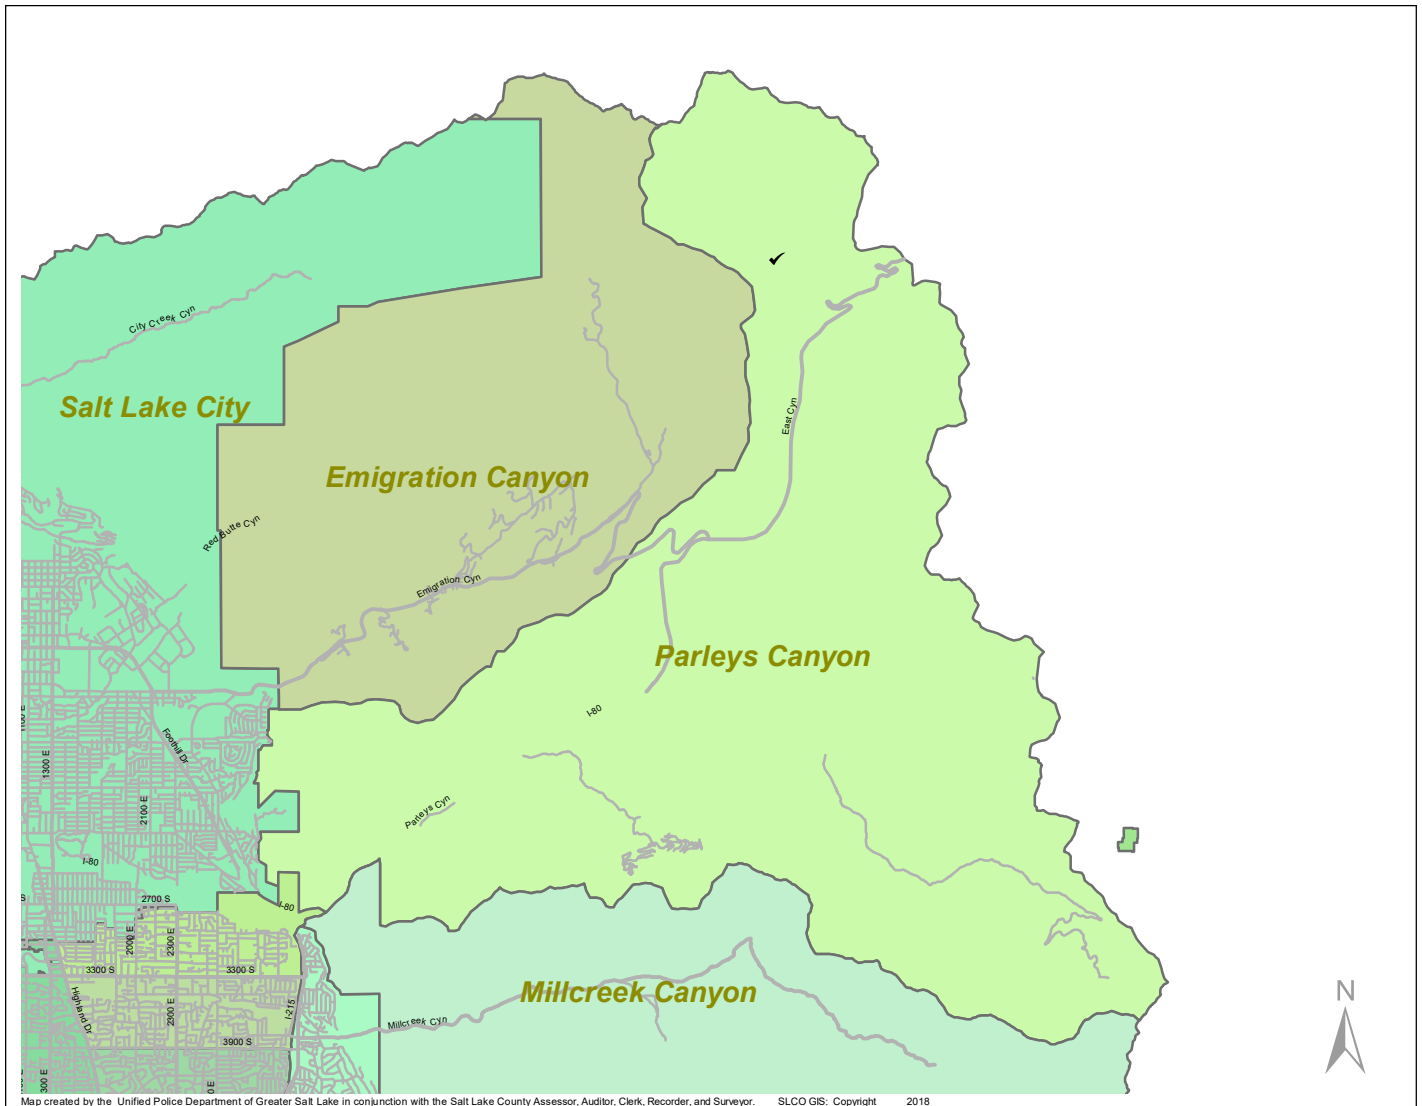 City Creek Cyn
Salt Lake City
East Cyn
Emigration Canyon
Red Butte Cyn
Emigration Cyn
Parleys Canyon
I-80
Foothill Dr
1300 E
2100 E
Parleys Cyn
I-80
2700 S
S
I-80
2000 E
2300 E
3300 S
3300 S
Millcreek Canyon
N
Highland Dr
2300 E
I-215
Millcreek Cyn
3900 S
300 E
E
Map created by the Unified Police Department of Greater Salt Lake in conjunction with the Salt Lake County Assessor, Auditor, Clerk, Recorder, and Surveyor. SLCO GIS: Copyright 2018